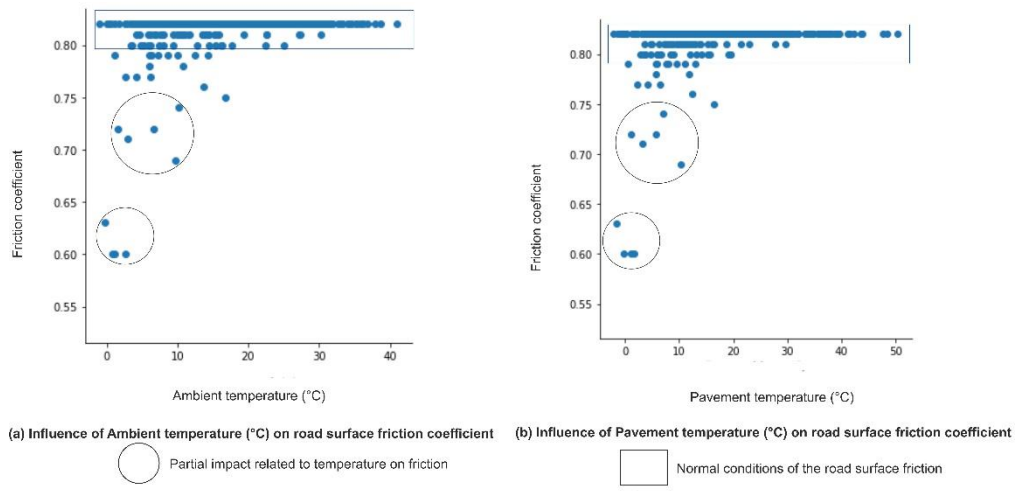 0.80
0.75
0.70
0.65
0.60
0.55
Friction coefficient
0 10 20 30 40
Ambient temperature (°C)
(a) Influence of Ambient temperature (°C) on road surface friction coefficient
0.80
0.75
0.70
0.65
0.60
0.55
Friction coefficient
0 10 20 30 40 50
Pavement temperature (°C)
(b) Influence of Pavement temperature (°C) on road surface friction coefficient
Partial impact related to temperature on friction
Normal conditions of the road surface friction